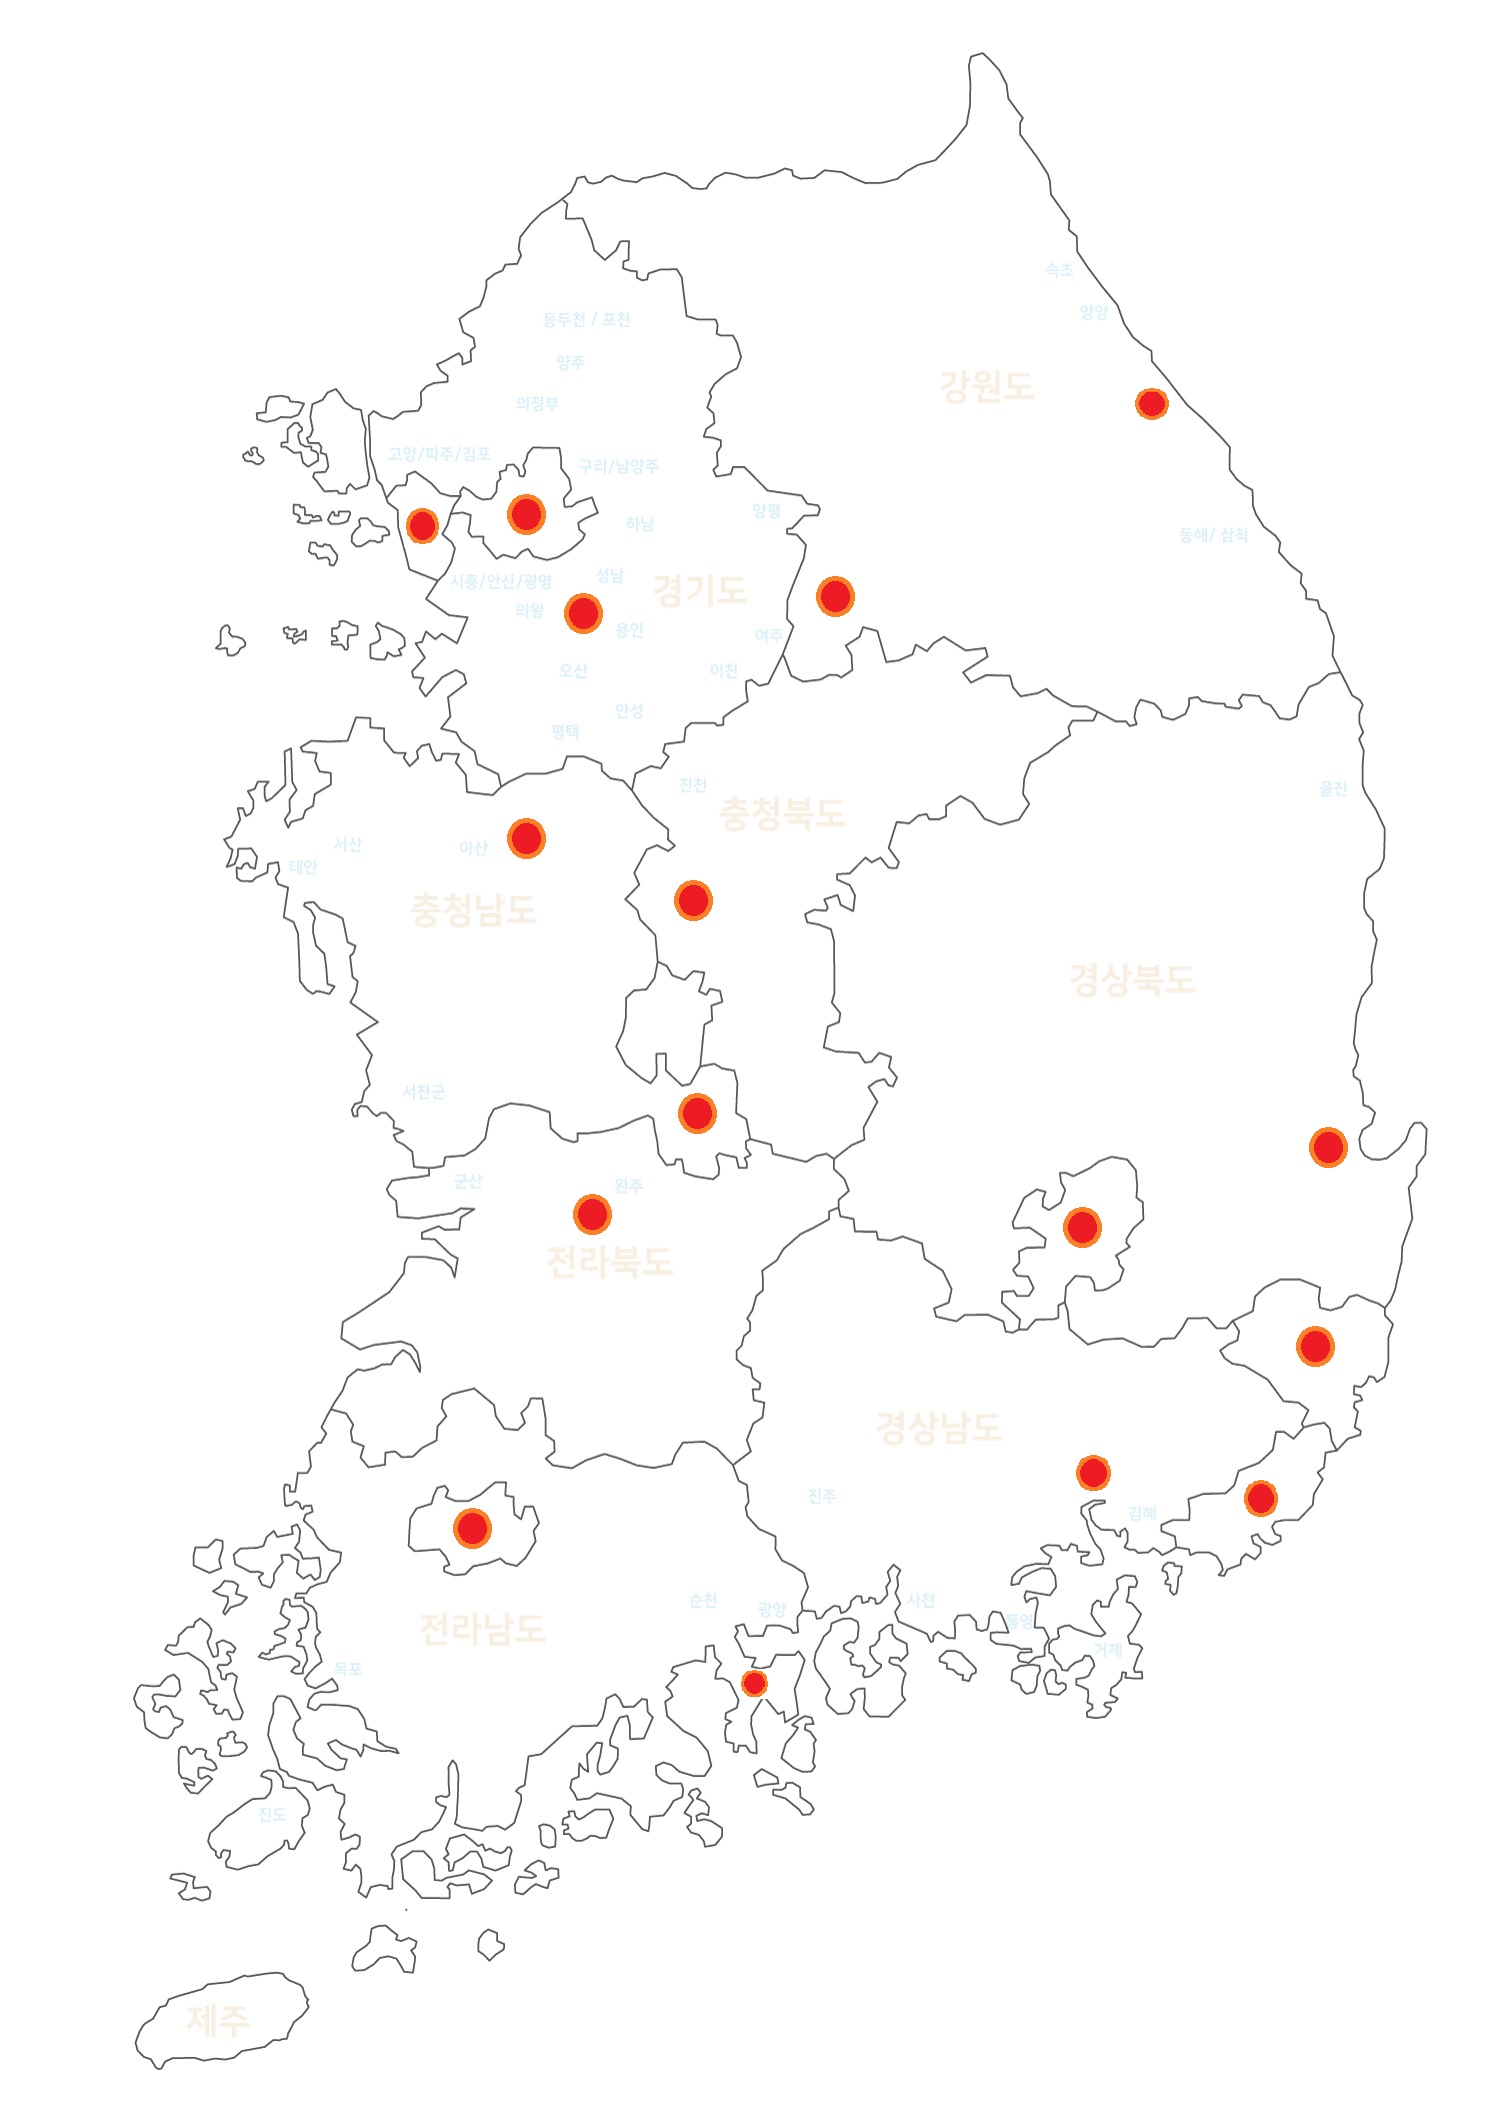 속초
양양
동두천 / 포천
양주
강원도
의정부
고양/파주/김포
구리/남양주
양평
하남
동해/ 삼척
시흥/안산/광명
성남
경기도
의왕
용인
여주
오산
이천
안성
평택
진천
울진
충청북도
서산
아산
태안
충청남도
경상북도
서천군
군산
완주
전라북도
경상남도
진주
김해
순천
광양
사천
통영
전라남도
거제
목포
진도
제주